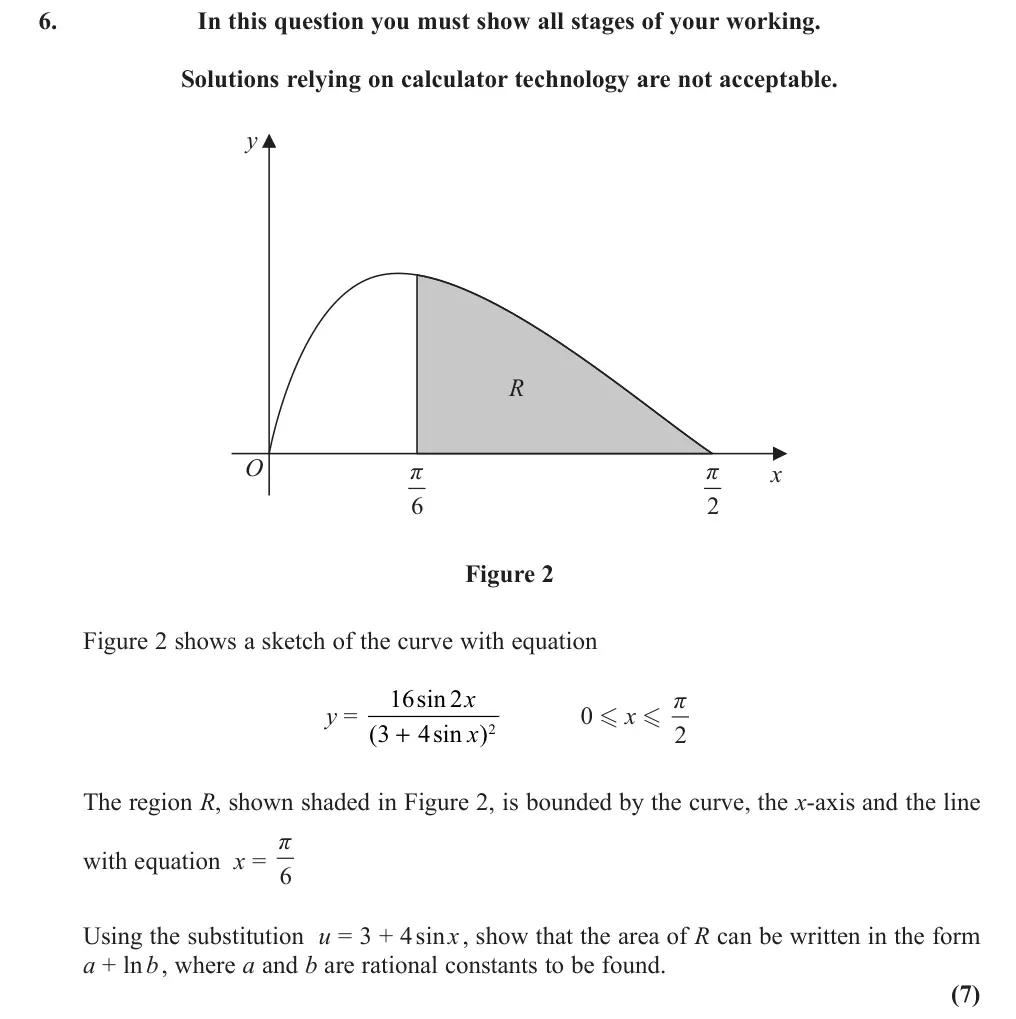 6. In this question you must show all stages of your working.
Solutions relying on calculator technology are not acceptable.
y
R
O
π/6
π/2
x
Figure 2
Figure 2 shows a sketch of the curve with equation
y = 16 sin 2x / (3 + 4 sin x)² 0 ⩽ x ⩽ π/2
The region R, shown shaded in Figure 2, is bounded by the curve, the x-axis and the line
with equation x = π/6
Using the substitution u = 3 + 4 sin x, show that the area of R can be written in the form
a + ln b, where a and b are rational constants to be found.
(7)